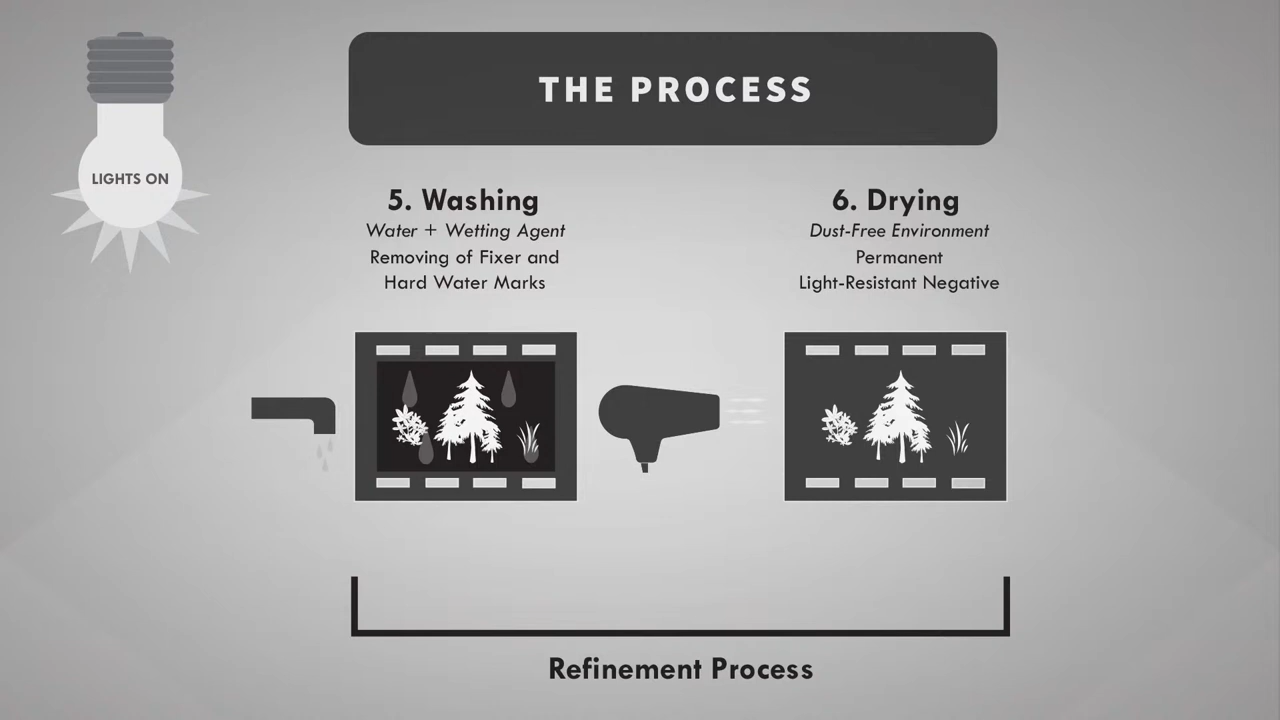 THE PROCESS
LIGHTS ON
5. Washing
Water + Wetting Agent
Removing of Fixer and
Hard Water Marks
6. Drying
Dust-Free Environment
Permanent
Light-Resistant Negative
Refinement Process